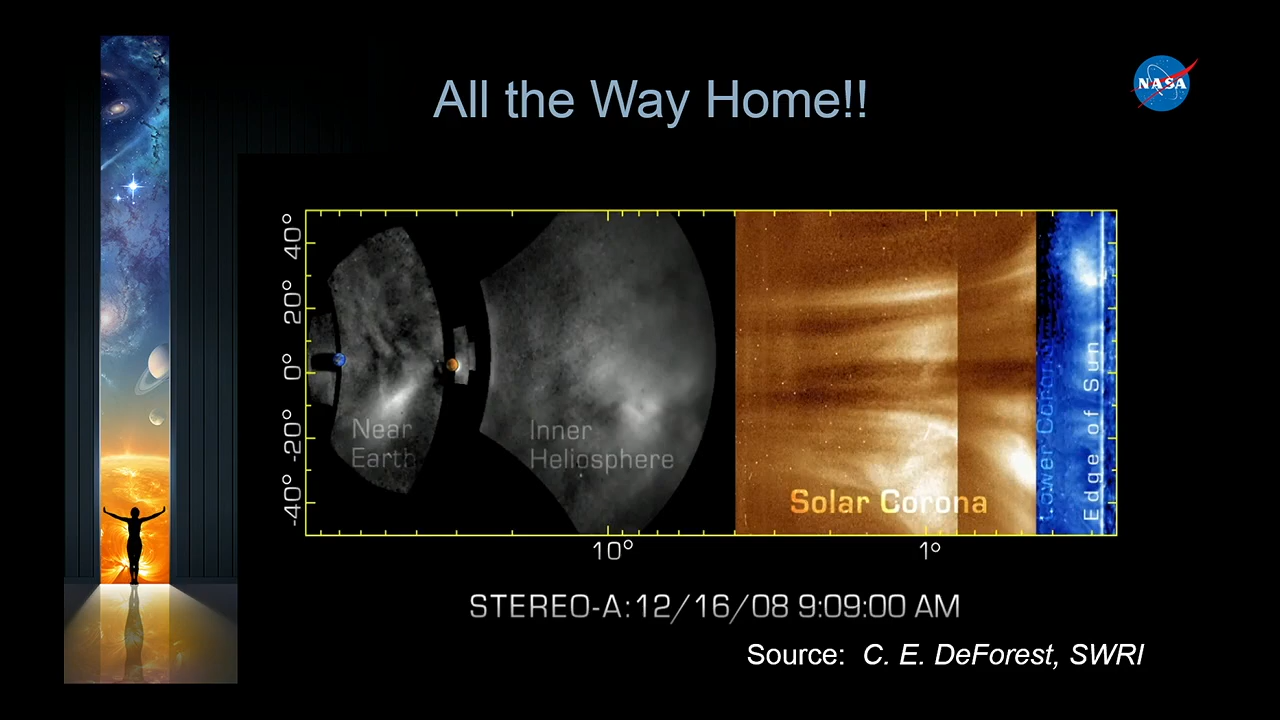 All the Way Home!!
NASA
40°
20°
0°
-20°
-40°
Near
Earth
Inner
Heliosphere
Solar Corona
Lower Corona
Edge of Sun
10°
1°
STEREO-A:12/16/08 9:09:00 AM
Source: C. E. DeForest, SWRI